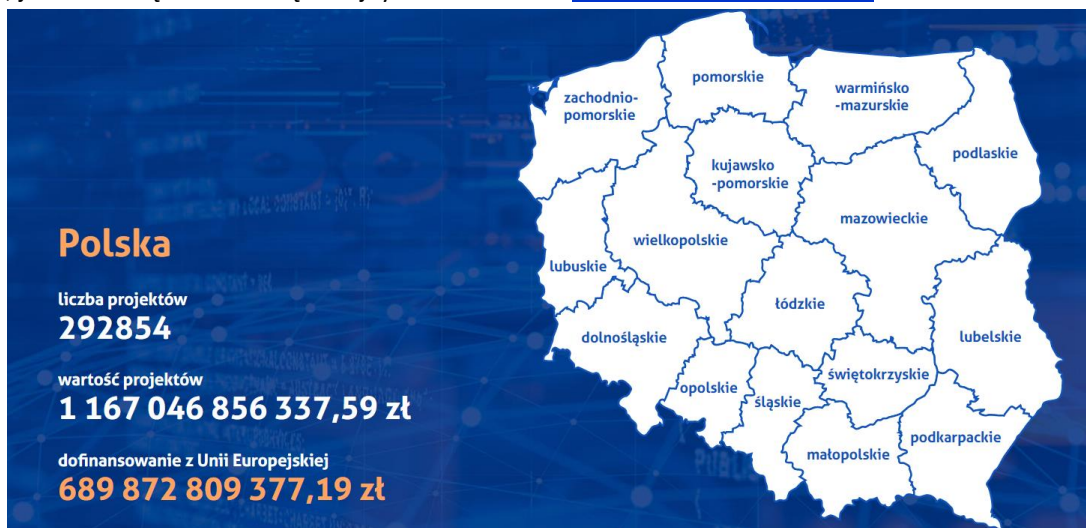 Polska
liczba projektów
292854
wartość projektów
1 167 046 856 337,59 zł
dofinansowanie z Unii Europejskiej
689 872 809 377,19 zł
zachodnio-
pomorskie
pomorskie
warmińsko
-mazurskie
podlaskie
kujawsko
-pomorskie
mazowieckie
wielkopolskie
lubuskie
łódzkie
lubelskie
dolnośląskie
opolskie
śląskie
świętokrzyskie
małopolskie
podkarpackie